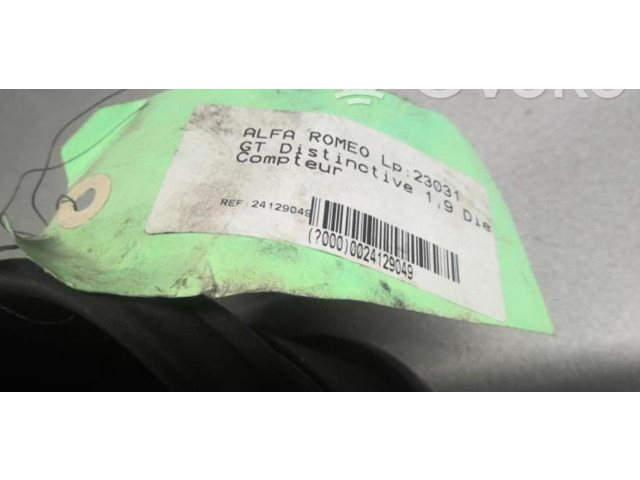 ALFA ROMEO Lp:23031
GT Distinctive 1,9 Die
Compteur
REF: 24129049
(?000)0024129049